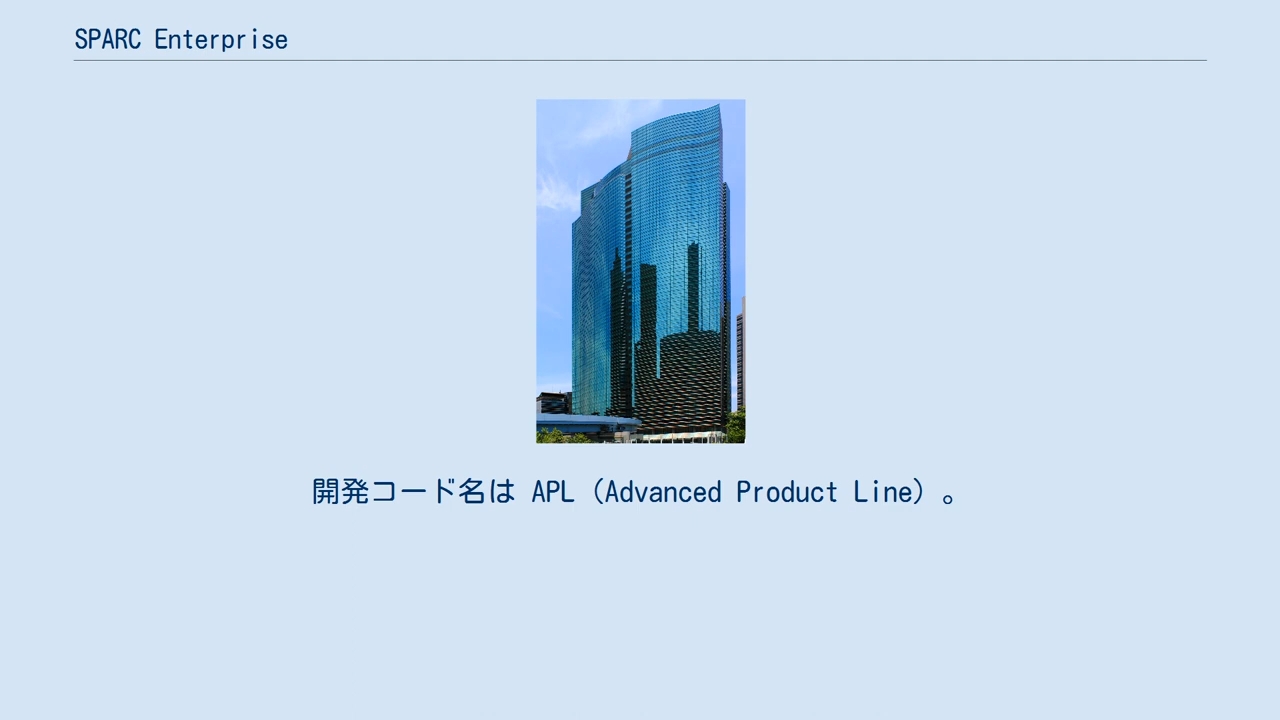 SPARC Enterprise
開発コード名は APL（Advanced Product Line）。